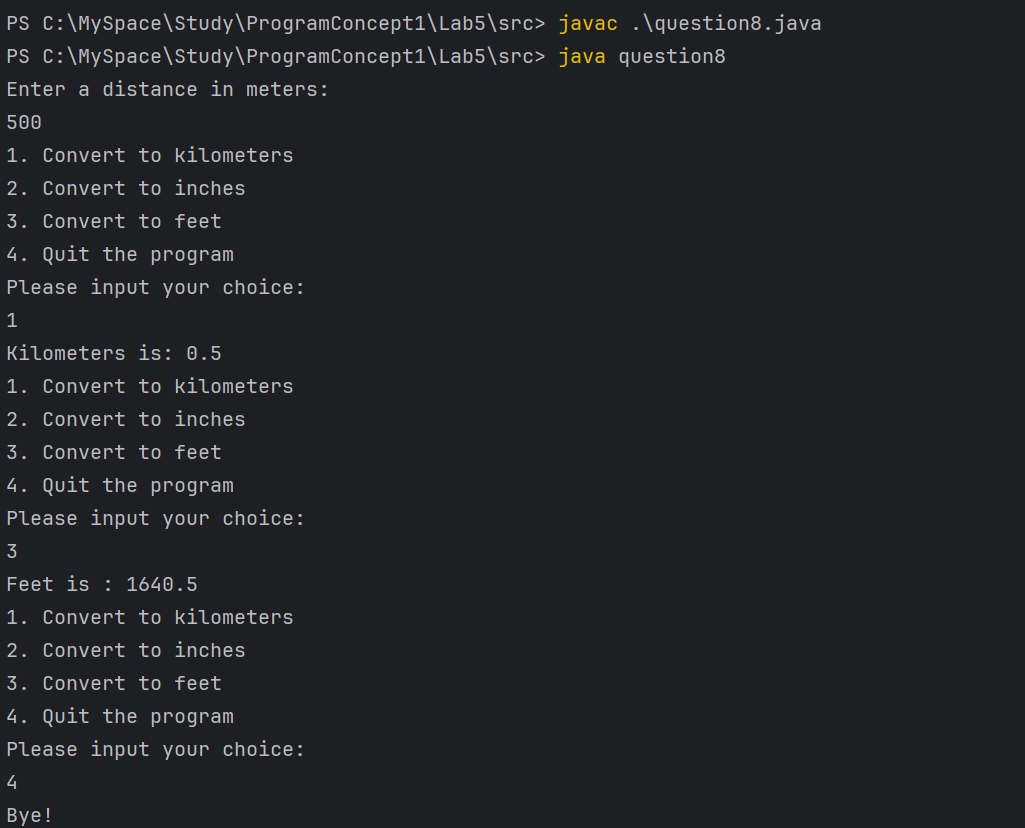 PS C:\MySpace\Study\ProgramConcept1\Lab5\src> javac .\question8.java
PS C:\MySpace\Study\ProgramConcept1\Lab5\src> java question8
Enter a distance in meters:
500
1. Convert to kilometers
2. Convert to inches
3. Convert to feet
4. Quit the program
Please input your choice:
1
Kilometers is: 0.5
1. Convert to kilometers
2. Convert to inches
3. Convert to feet
4. Quit the program
Please input your choice:
3
Feet is : 1640.5
1. Convert to kilometers
2. Convert to inches
3. Convert to feet
4. Quit the program
Please input your choice:
4
Bye!